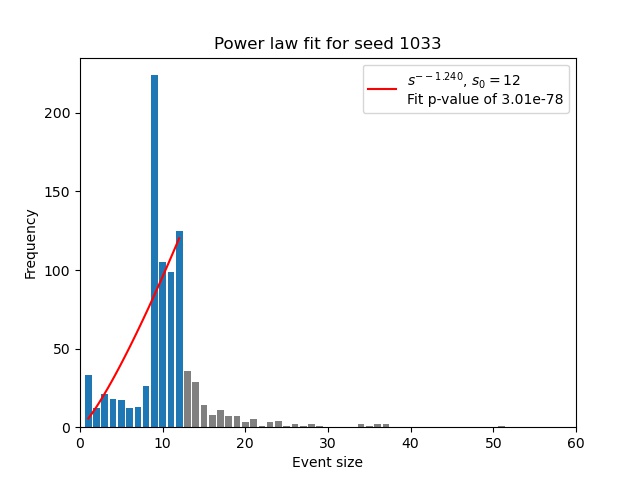 Power law fit for seed 1033
s^{--1.240}, s_0 = 12
Fit p-value of 3.01e-78
Frequency
200
150
100
50
0
0 10 20 30 40 50 60
Event size